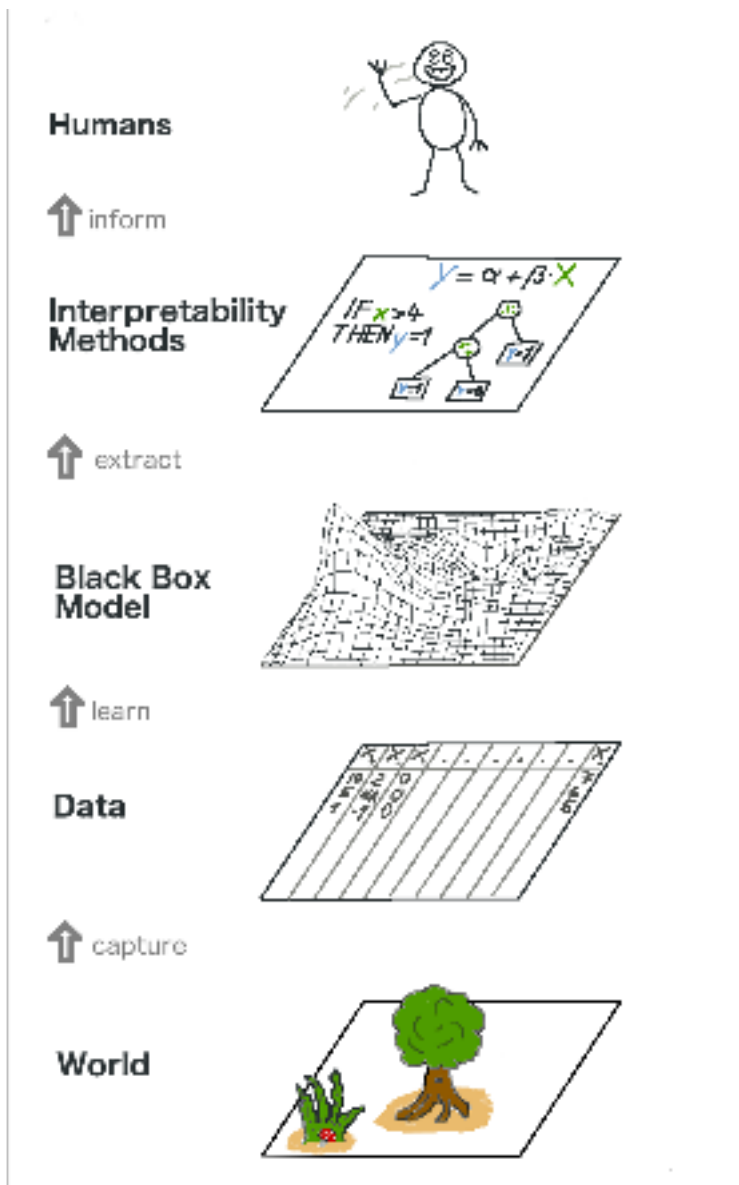 Humans
inform
Interpretability
Methods
y = α + β·X
IF x>4
THEN y=1
extract
Black Box
Model
learn
Data
X X X . . . . . . X
capture
World